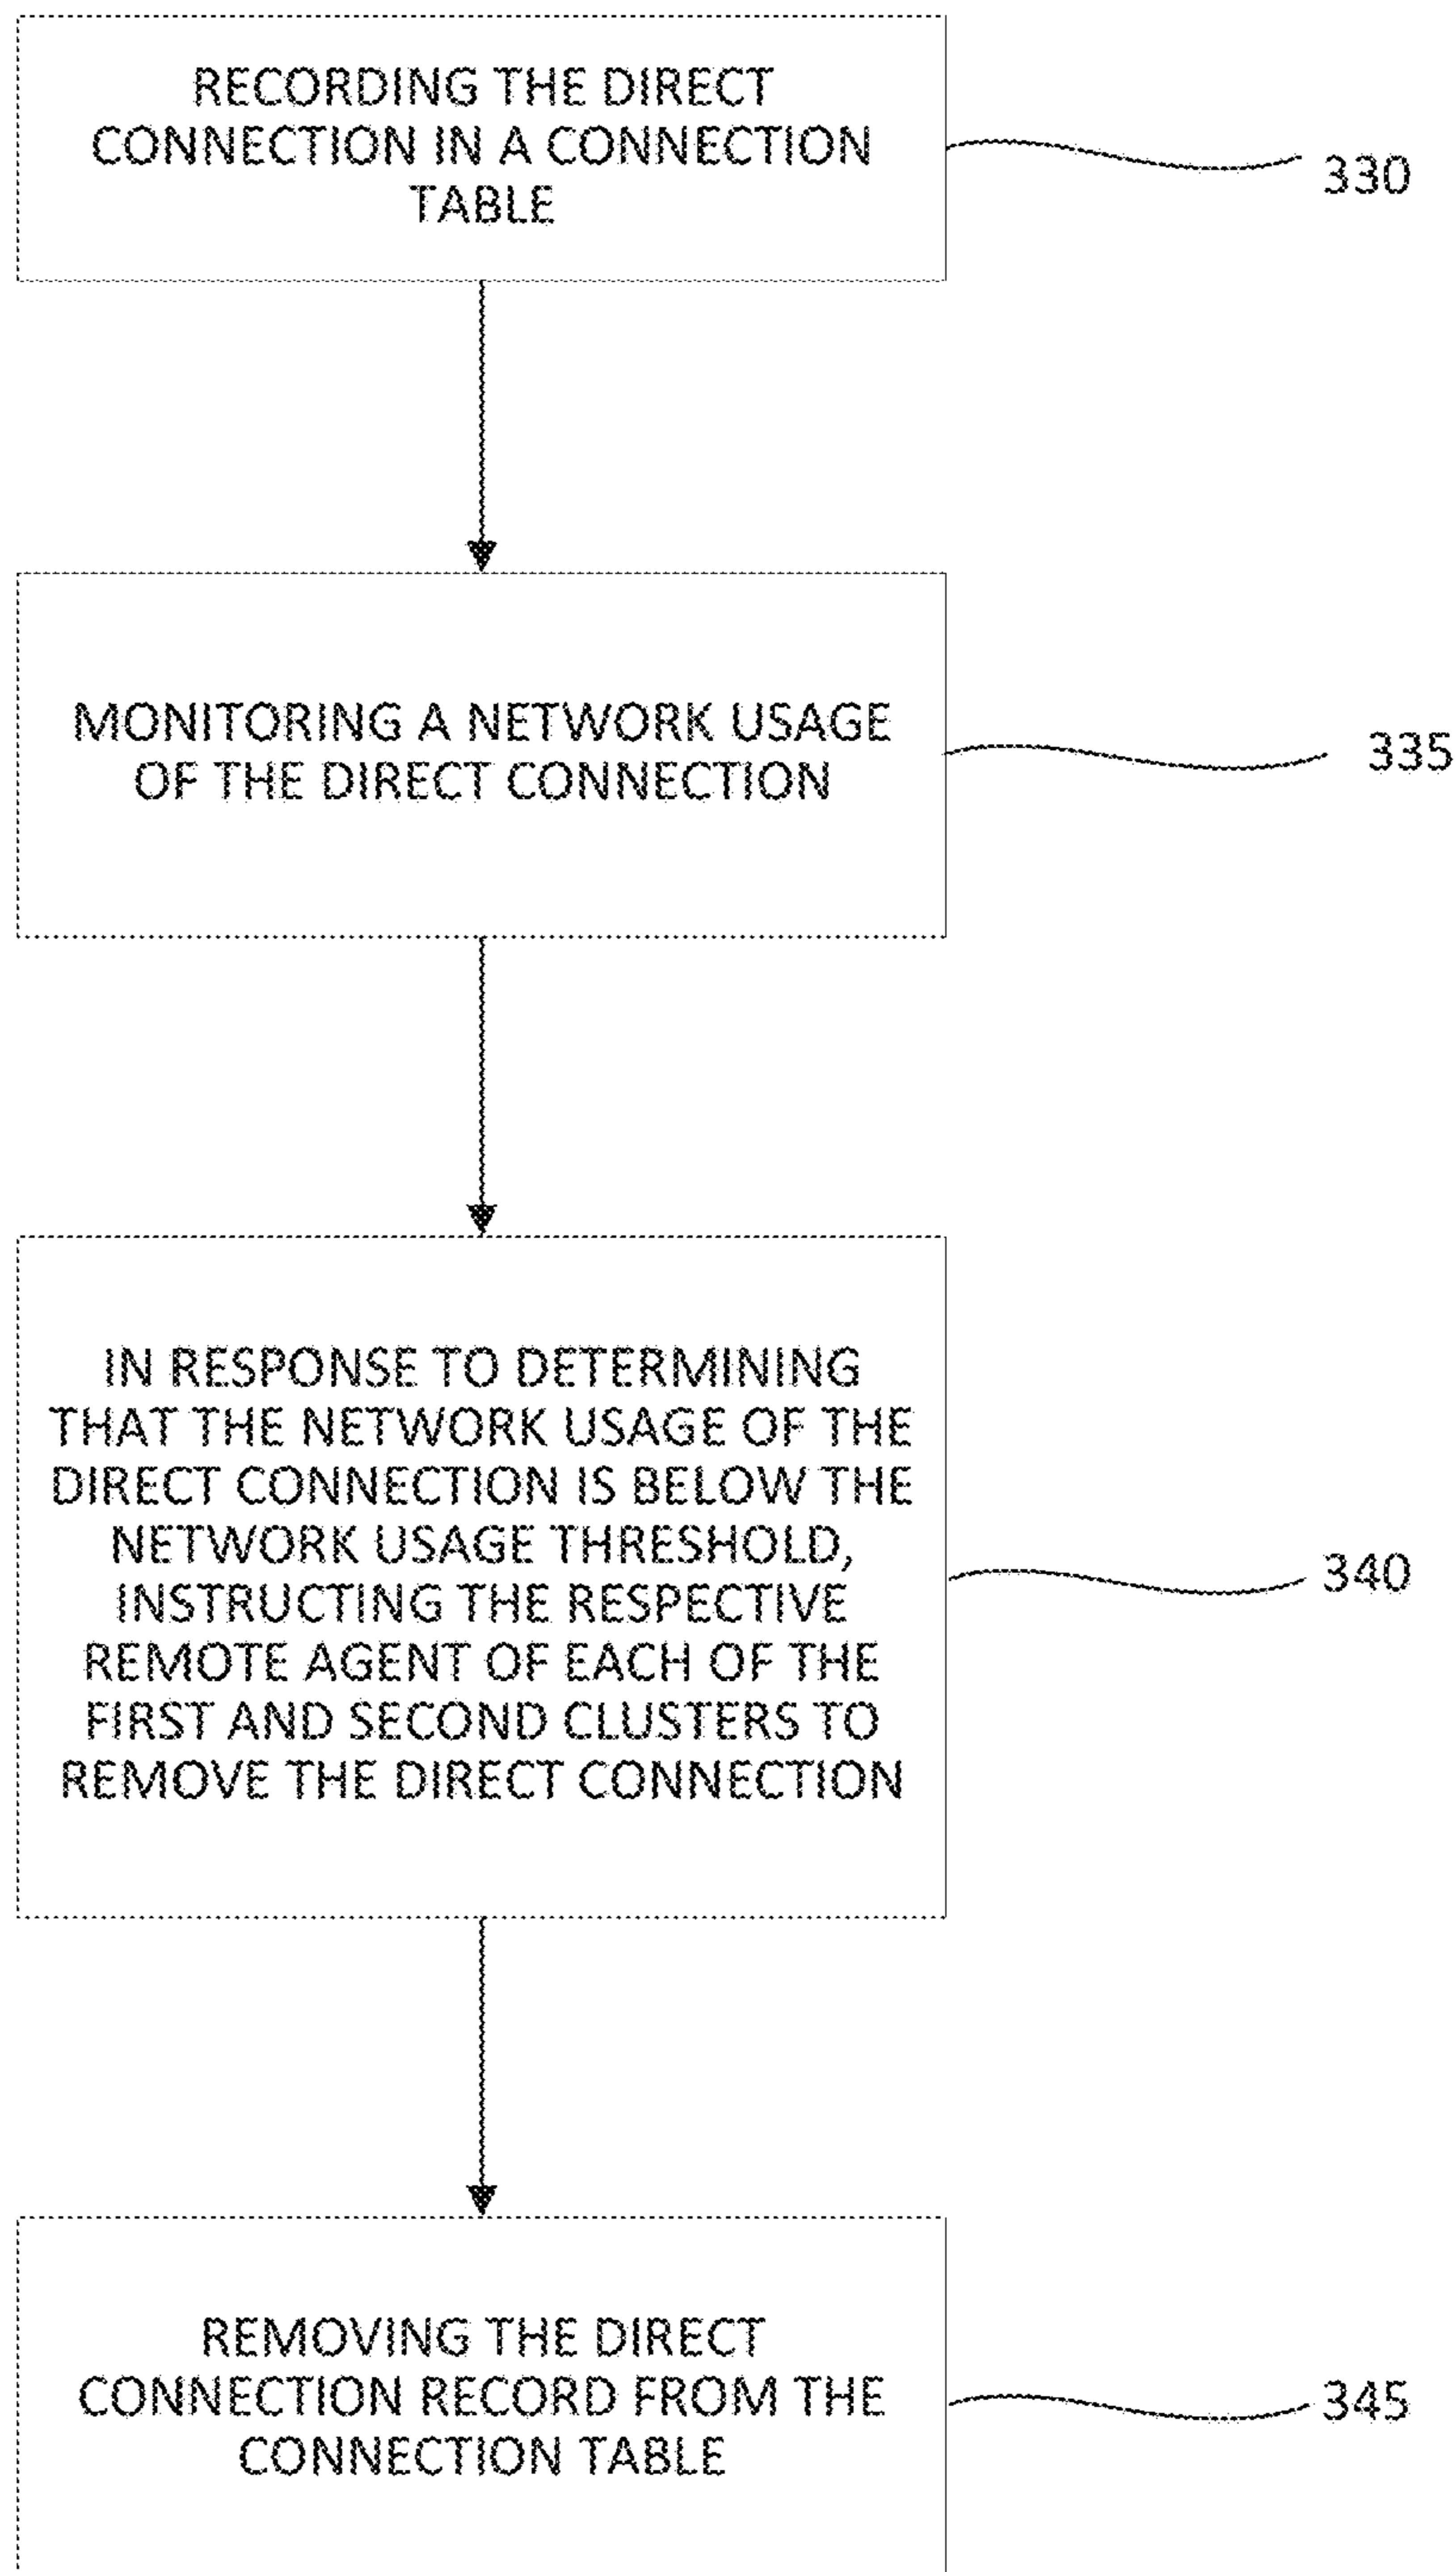 RECORDING THE DIRECT
CONNECTION IN A CONNECTION
TABLE
330
MONITORING A NETWORK USAGE
OF THE DIRECT CONNECTION
335
IN RESPONSE TO DETERMINING
THAT THE NETWORK USAGE OF THE
DIRECT CONNECTION IS BELOW THE
NETWORK USAGE THRESHOLD,
INSTRUCTING THE RESPECTIVE
REMOTE AGENT OF EACH OF THE
FIRST AND SECOND CLUSTERS TO
REMOVE THE DIRECT CONNECTION
340
REMOVING THE DIRECT
CONNECTION RECORD FROM THE
CONNECTION TABLE
345